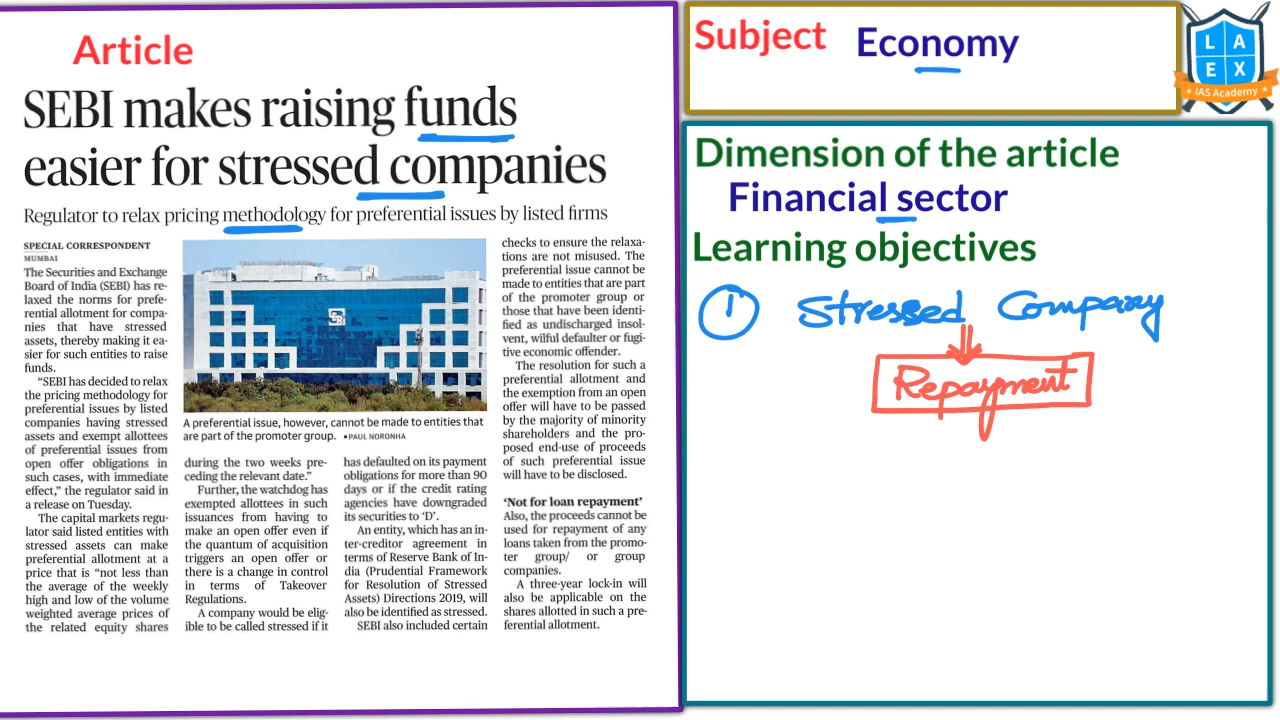 Article
SEBI makes raising funds
easier for stressed companies
Regulator to relax pricing methodology for preferential issues by listed firms
SPECIAL CORRESPONDENT
MUMBAI
The Securities and Exchange
Board of India (SEBI) has re-
laxed the norms for prefe-
rential allotment for compa-
nies that have stressed
assets, thereby making it ea-
sier for such entities to raise
funds.
“SEBI has decided to relax
the pricing methodology for
preferential issues by listed
companies having stressed
assets and exempt allottees
of preferential issues from
open offer obligations in
such cases, with immediate
effect,” the regulator said in
a release on Tuesday.
The capital markets regu-
lator said listed entities with
stressed assets can make
preferential allotment at a
price that is “not less than
the average of the weekly
high and low of the volume
weighted average prices of
the related equity shares
SEBI
A preferential issue, however, cannot be made to entities that
are part of the promoter group. ▪PAUL NORONHA
during the two weeks pre-
ceding the relevant date.”
Further, the watchdog has
exempted allottees in such
issuances from having to
make an open offer even if
the quantum of acquisition
triggers an open offer or
there is a change in control
in terms of Takeover
Regulations.
A company would be elig-
ible to be called stressed if it
has defaulted on its payment
obligations for more than 90
days or if the credit rating
agencies have downgraded
its securities to ‘D’.
An entity, which has an in-
ter-creditor agreement in
terms of Reserve Bank of In-
dia (Prudential Framework
for Resolution of Stressed
Assets) Directions 2019, will
also be identified as stressed.
SEBI also included certain
checks to ensure the relaxa-
tions are not misused. The
preferential issue cannot be
made to entities that are part
of the promoter group or
those that have been identi-
fied as undischarged insol-
vent, wilful defaulter or fugi-
tive economic offender.
The resolution for such a
preferential allotment and
the exemption from an open
offer will have to be passed
by the majority of minority
shareholders and the pro-
posed end-use of proceeds
of such preferential issue
will have to be disclosed.
‘Not for loan repayment’
Also, the proceeds cannot be
used for repayment of any
loans taken from the promo-
ter group/ or group
companies.
A three-year lock-in will
also be applicable on the
shares allotted in such a pre-
ferential allotment.
Subject Economy
L A
E X
IAS Academy
Dimension of the article
Financial sector
Learning objectives
1 Stressed Company
Repayment